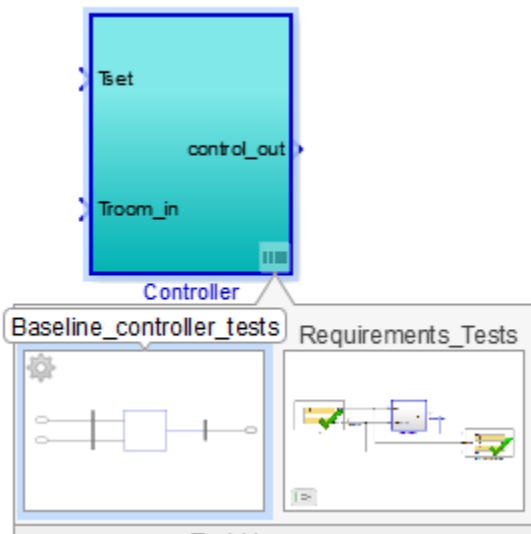 Tset
control_out
Troom_in
Controller
Baseline_controller_tests
Requirements_Tests